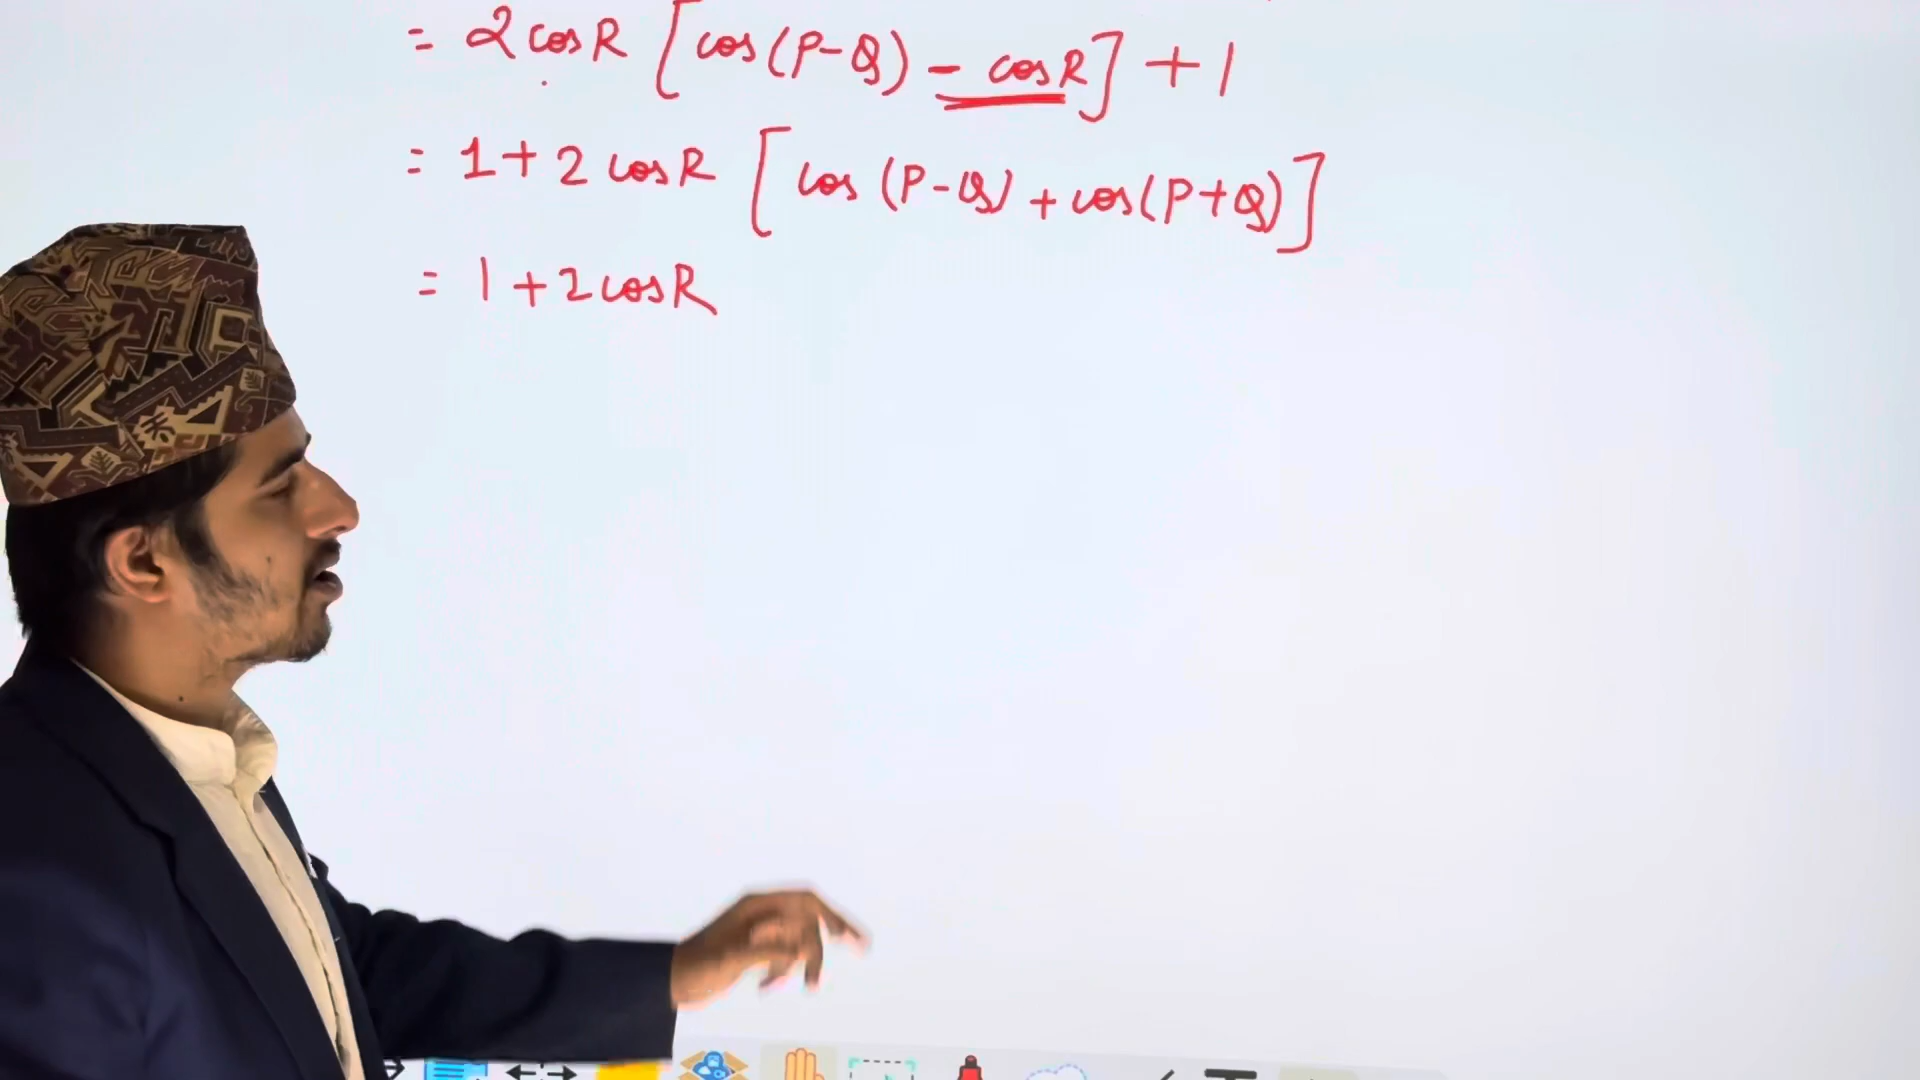 = 2 cos R [cos(P-Q) - cos R] + 1
= 1 + 2 cos R [cos (P-Q) + cos(P+Q)]
= 1 + 2 cos R